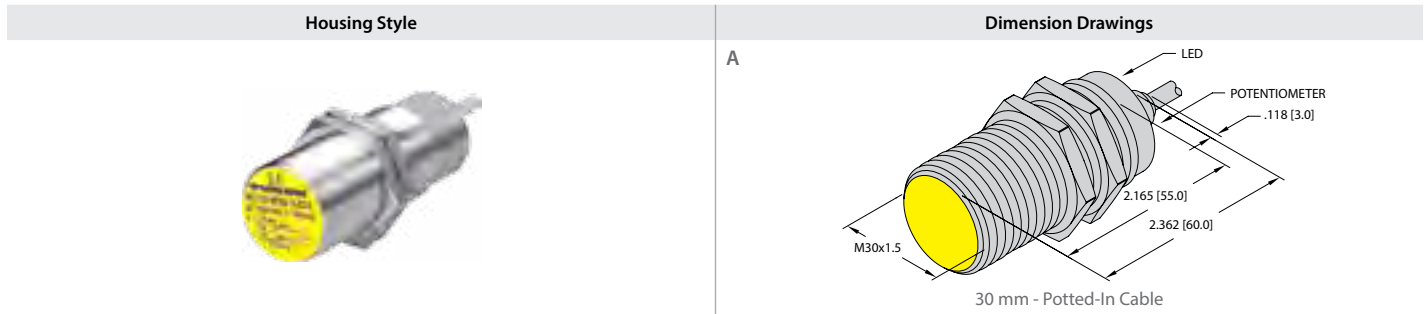 Housing Style
Dimension Drawings
A
LED
POTENTIOMETER
.118 [3.0]
2.165 [55.0]
2.362 [60.0]
M30x1.5
30 mm - Potted-In Cable